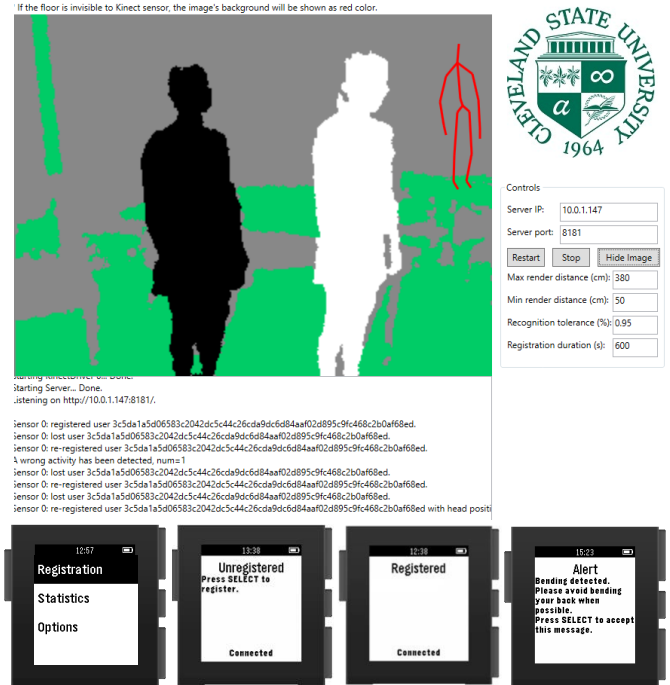 If the floor is invisible to Kinect sensor, the image's background will be shown as red color.
CLEVELAND STATE UNIVERSITY
α
∞
1964
Controls
Server IP: 10.0.1.147
Server port: 8181
Restart Stop Hide Image
Max render distance (cm): 380
Min render distance (cm): 50
Recognition tolerance (%): 0.95
Registration duration (s): 600
Starting KinectDriver 0... Done.
Starting Server... Done.
Listening on http://10.0.1.147:8181/.
Sensor 0: registered user 3c5da1a5d06583c2042dc5c44c26cda9dc6d84aaf02d895c9fc468c2b0af68ed.
Sensor 0: lost user 3c5da1a5d06583c2042dc5c44c26cda9dc6d84aaf02d895c9fc468c2b0af68ed.
Sensor 0: re-registered user 3c5da1a5d06583c2042dc5c44c26cda9dc6d84aaf02d895c9fc468c2b0af68ed.
A wrong activity has been detected, num=1
Sensor 0: lost user 3c5da1a5d06583c2042dc5c44c26cda9dc6d84aaf02d895c9fc468c2b0af68ed.
Sensor 0: re-registered user 3c5da1a5d06583c2042dc5c44c26cda9dc6d84aaf02d895c9fc468c2b0af68ed.
Sensor 0: lost user 3c5da1a5d06583c2042dc5c44c26cda9dc6d84aaf02d895c9fc468c2b0af68ed.
Sensor 0: re-registered user 3c5da1a5d06583c2042dc5c44c26cda9dc6d84aaf02d895c9fc468c2b0af68ed with head positi
12:57
Registration
Statistics
Options
13:38
Unregistered
Press SELECT to
register.
Connected
12:38
Registered
Connected
15:23
Alert
Bending detected.
Please avoid bending
your back when
possible.
Press SELECT to accept
this message.